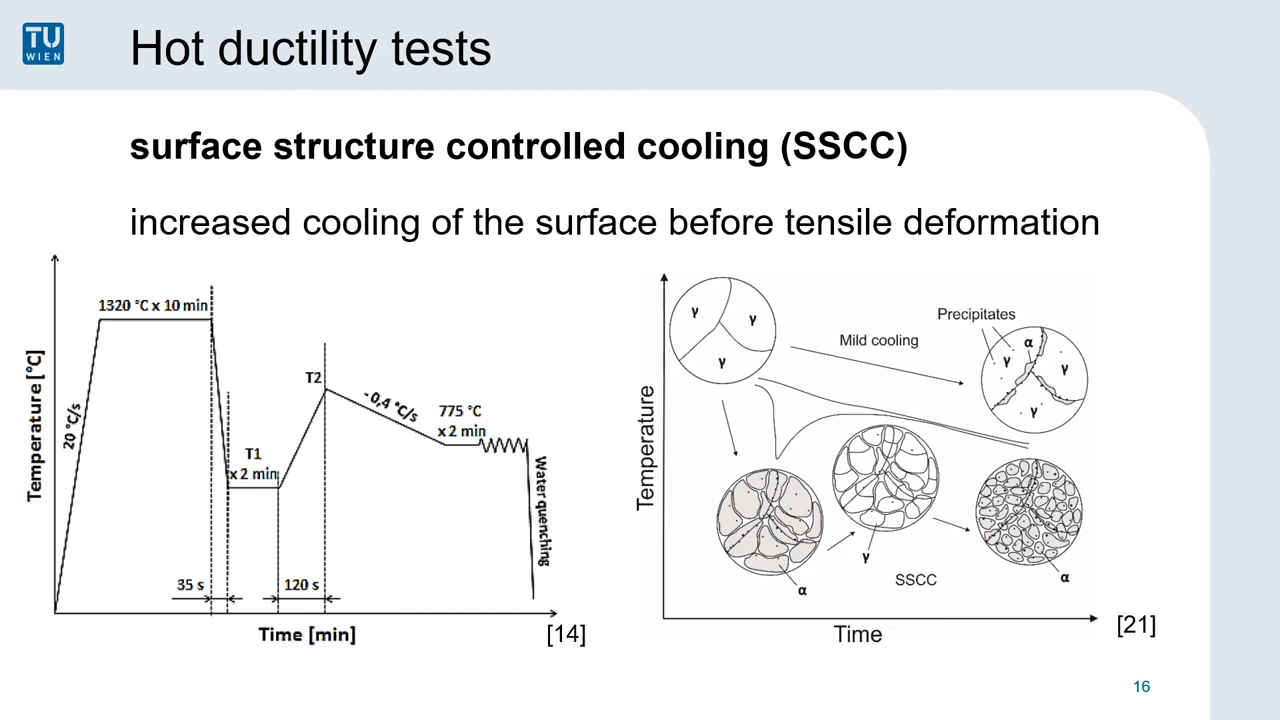 TU
WIEN
Hot ductility tests
surface structure controlled cooling (SSCC)
increased cooling of the surface before tensile deformation
Temperature [°C]
20 °C/s
1320 °C x 10 min
T1
x 2 min
T2
- 0,4 °C/s
775 °C
x 2 min
Water quenching
35 s
120 s
Time [min]
[14]
Temperature
γ
γ
γ
Mild cooling
Precipitates
α
γ
γ
γ
α
γ
SSCC
α
Time
[21]
16